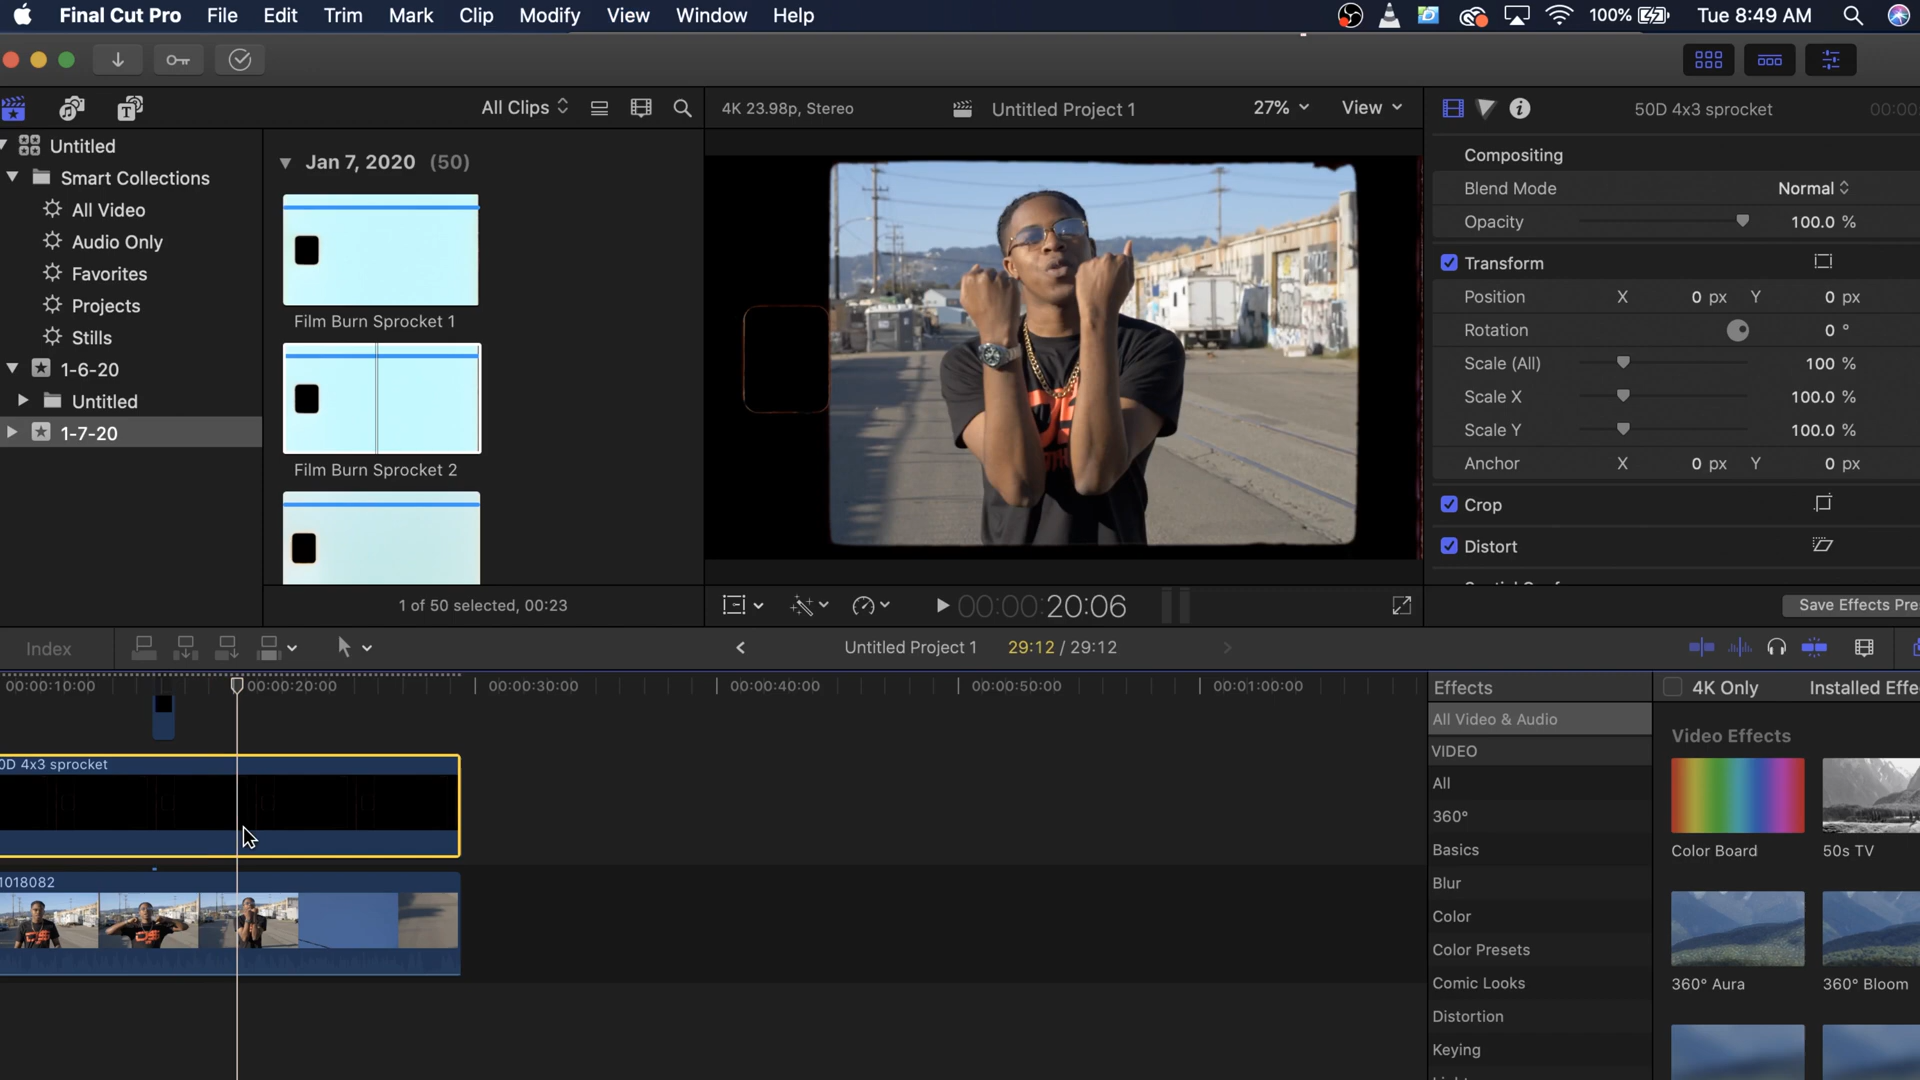 Final Cut Pro File Edit Trim Mark Clip Modify View Window Help 100% Tue 8:49 AM
All Clips 4K 23.98p, Stereo Untitled Project 1 27% View 50D 4x3 sprocket 00:00
Untitled
Smart Collections
All Video
Audio Only
Favorites
Projects
Stills
1-6-20
Untitled
1-7-20
Jan 7, 2020 (50)
Film Burn Sprocket 1
Film Burn Sprocket 2
1 of 50 selected, 00:23
00:00:20:06
Compositing
Blend Mode Normal
Opacity 100.0 %
Transform
Position X 0 px Y 0 px
Rotation 0 °
Scale (All) 100 %
Scale X 100.0 %
Scale Y 100.0 %
Anchor X 0 px Y 0 px
Crop
Distort
Save Effects Pre
Index Untitled Project 1 29:12 / 29:12
00:00:10:00 00:00:20:00 00:00:30:00 00:00:40:00 00:00:50:00 00:01:00:00
0D 4x3 sprocket
1018082
Effects 4K Only Installed Effe
All Video & Audio
VIDEO
All
360°
Basics
Blur
Color
Color Presets
Comic Looks
Distortion
Keying
Video Effects
Color Board 50s TV
360° Aura 360° Bloom